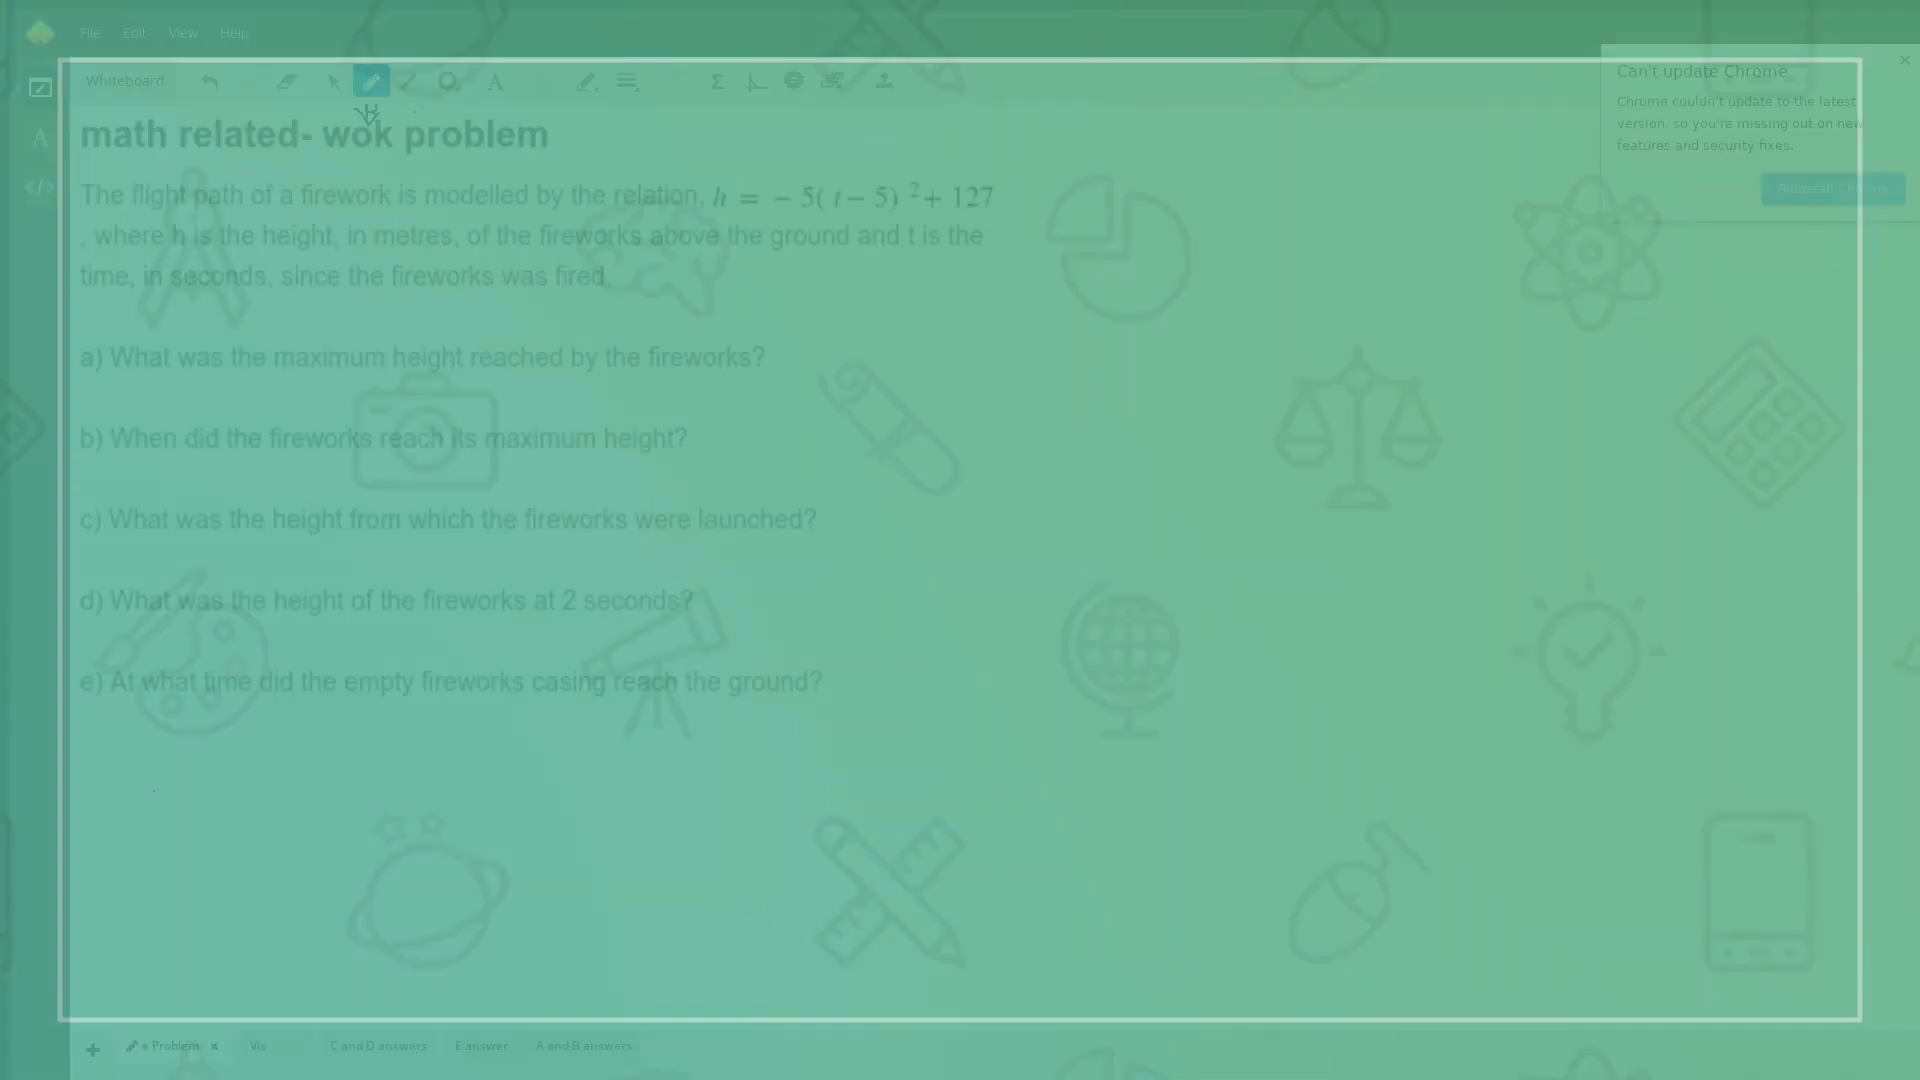 File Edit View Help
Whiteboard
Can't update Chrome
Chrome couldn't update to the latest
version, so you're missing out on new
features and security fixes.
Reinstall Chrome
math related- wok problem
The flight path of a firework is modelled by the relation, h = − 5( t − 5) ² + 127
, where h is the height, in metres, of the fireworks above the ground and t is the
time, in seconds, since the fireworks was fired.
a) What was the maximum height reached by the fireworks?
b) When did the fireworks reach its maximum height?
c) What was the height from which the fireworks were launched?
d) What was the height of the fireworks at 2 seconds?
e) At what time did the empty fireworks casing reach the ground?
Problem Vis C and D answers E answer A and B answers